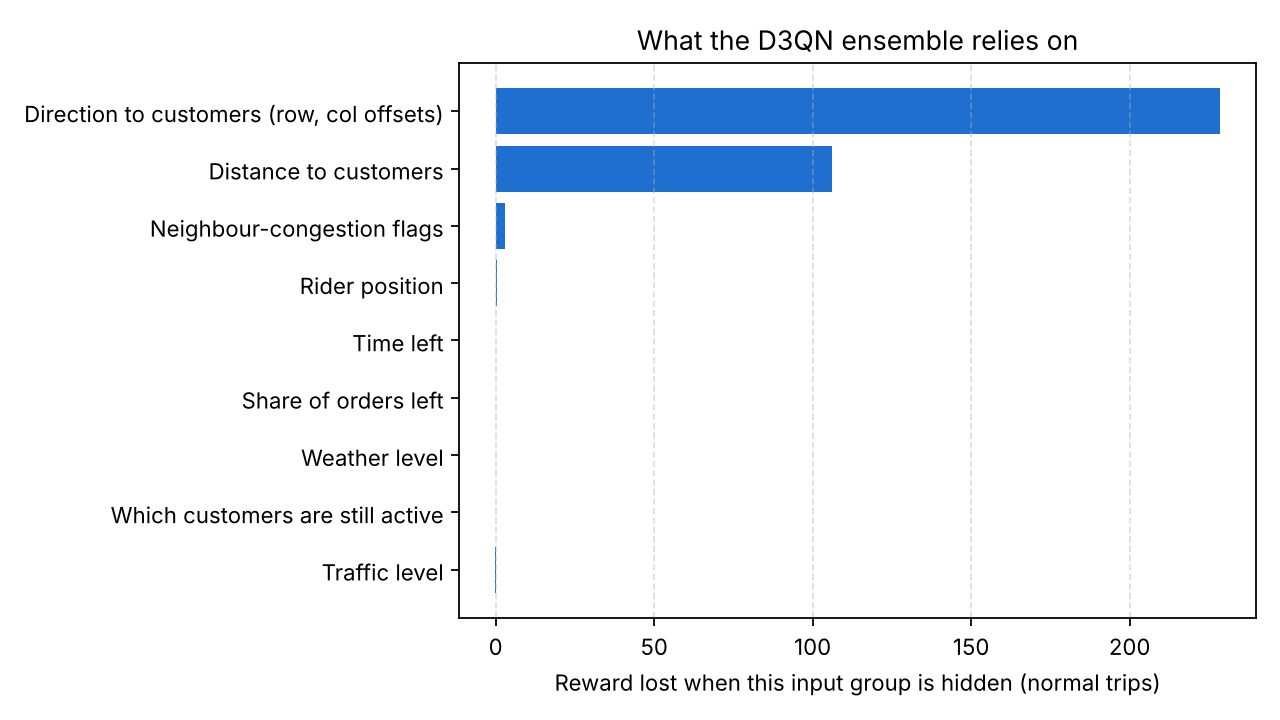 What the D3QN ensemble relies on
Direction to customers (row, col offsets)
Distance to customers
Neighbour-congestion flags
Rider position
Time left
Share of orders left
Weather level
Which customers are still active
Traffic level
0 50 100 150 200
Reward lost when this input group is hidden (normal trips)